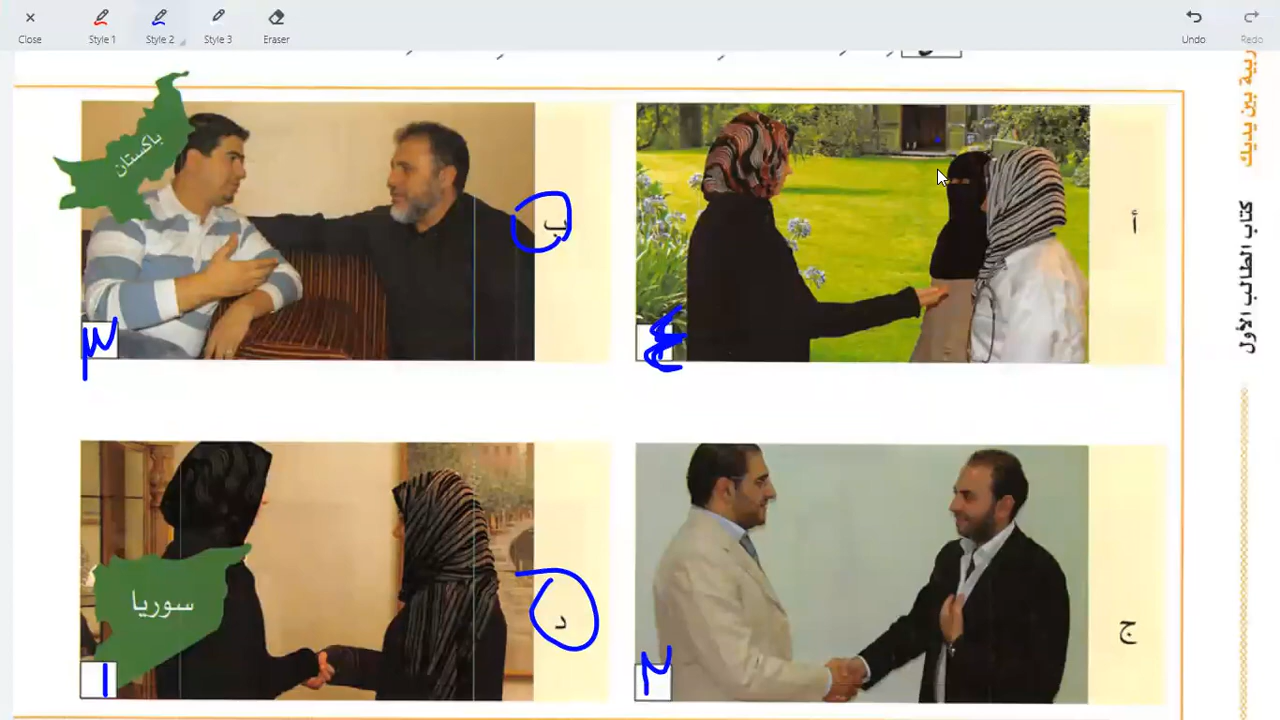 Close
Style 1
Style 2
Style 3
Eraser
Undo
Redo
باكستان
أ
ب
٤
٣
سوريا
ج
د
٢
١
ربية بين يديك
كتاب الطالب الأول